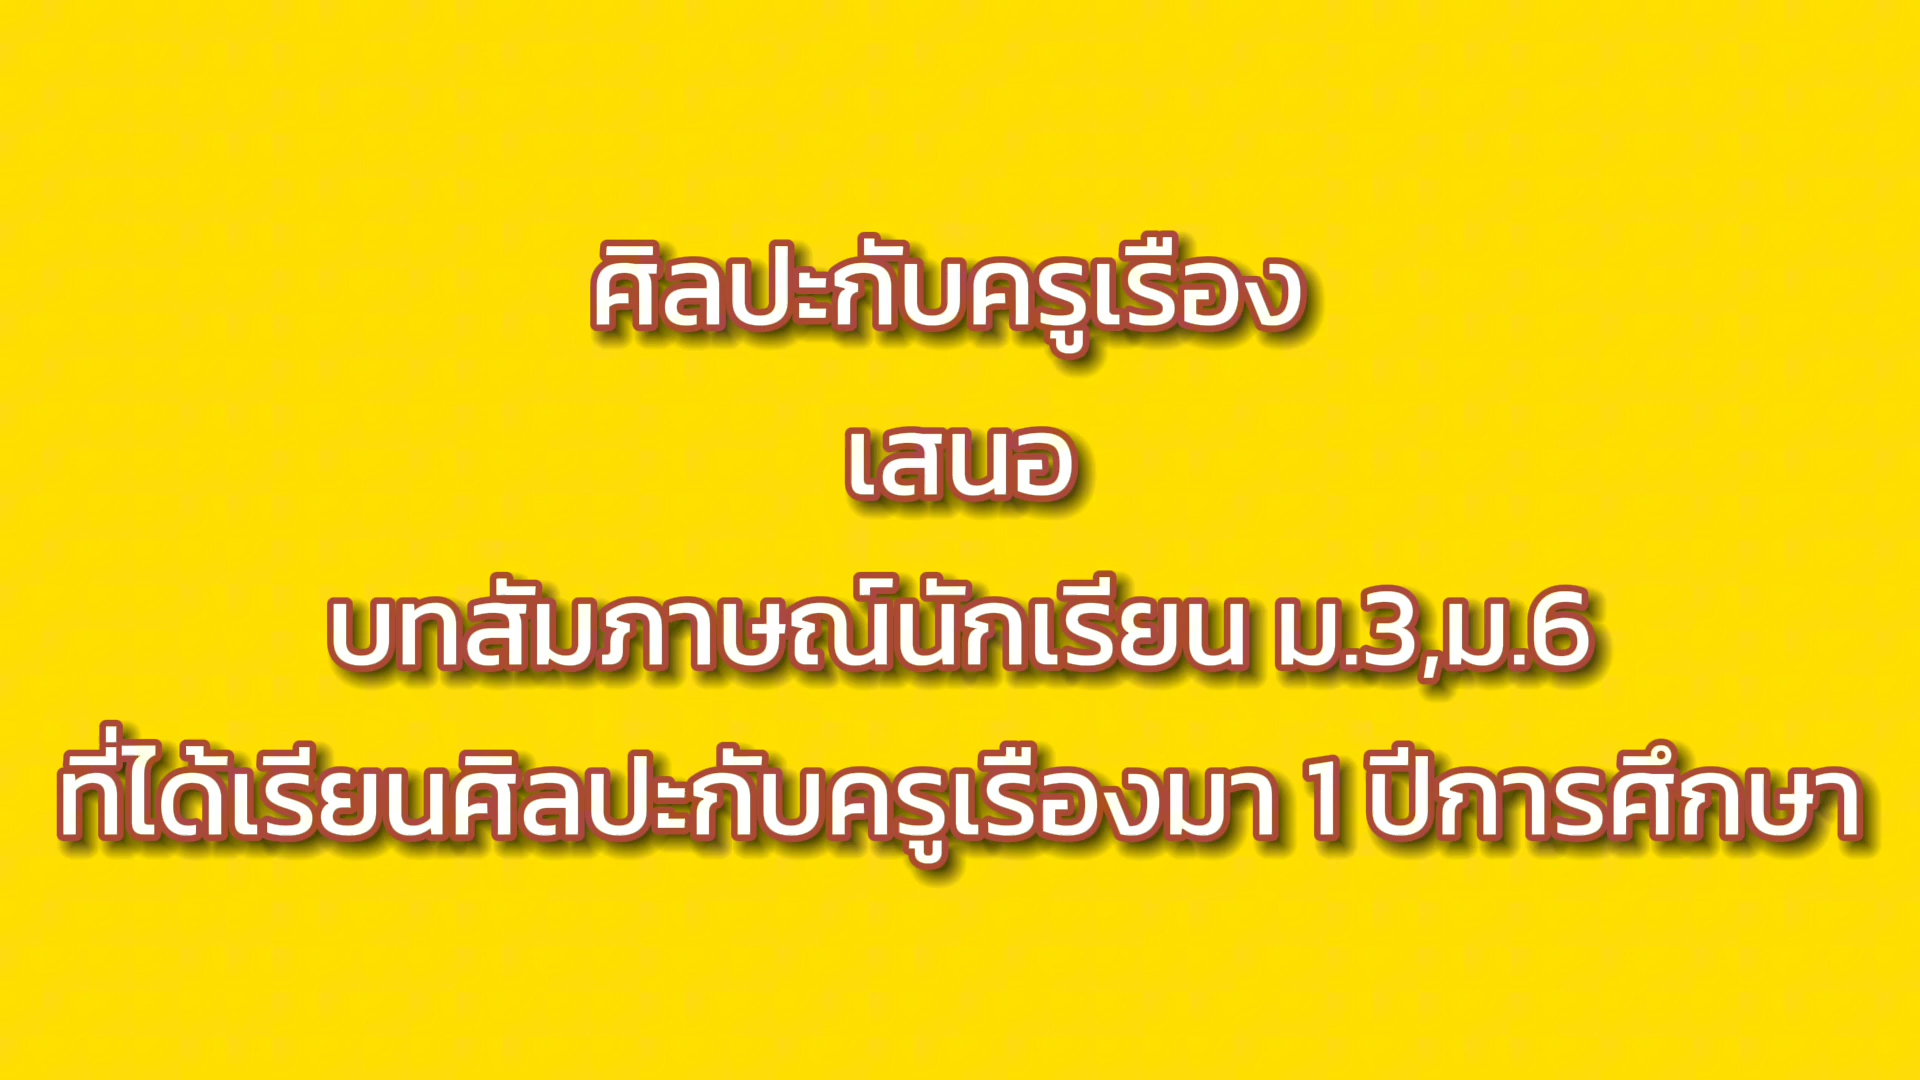 ศิลปะกับครูเรือง
เสนอ
บทสัมภาษณ์นักเรียน ม.3,ม.6
ที่ได้เรียนศิลปะกับครูเรืองมา 1 ปีการศึกษา